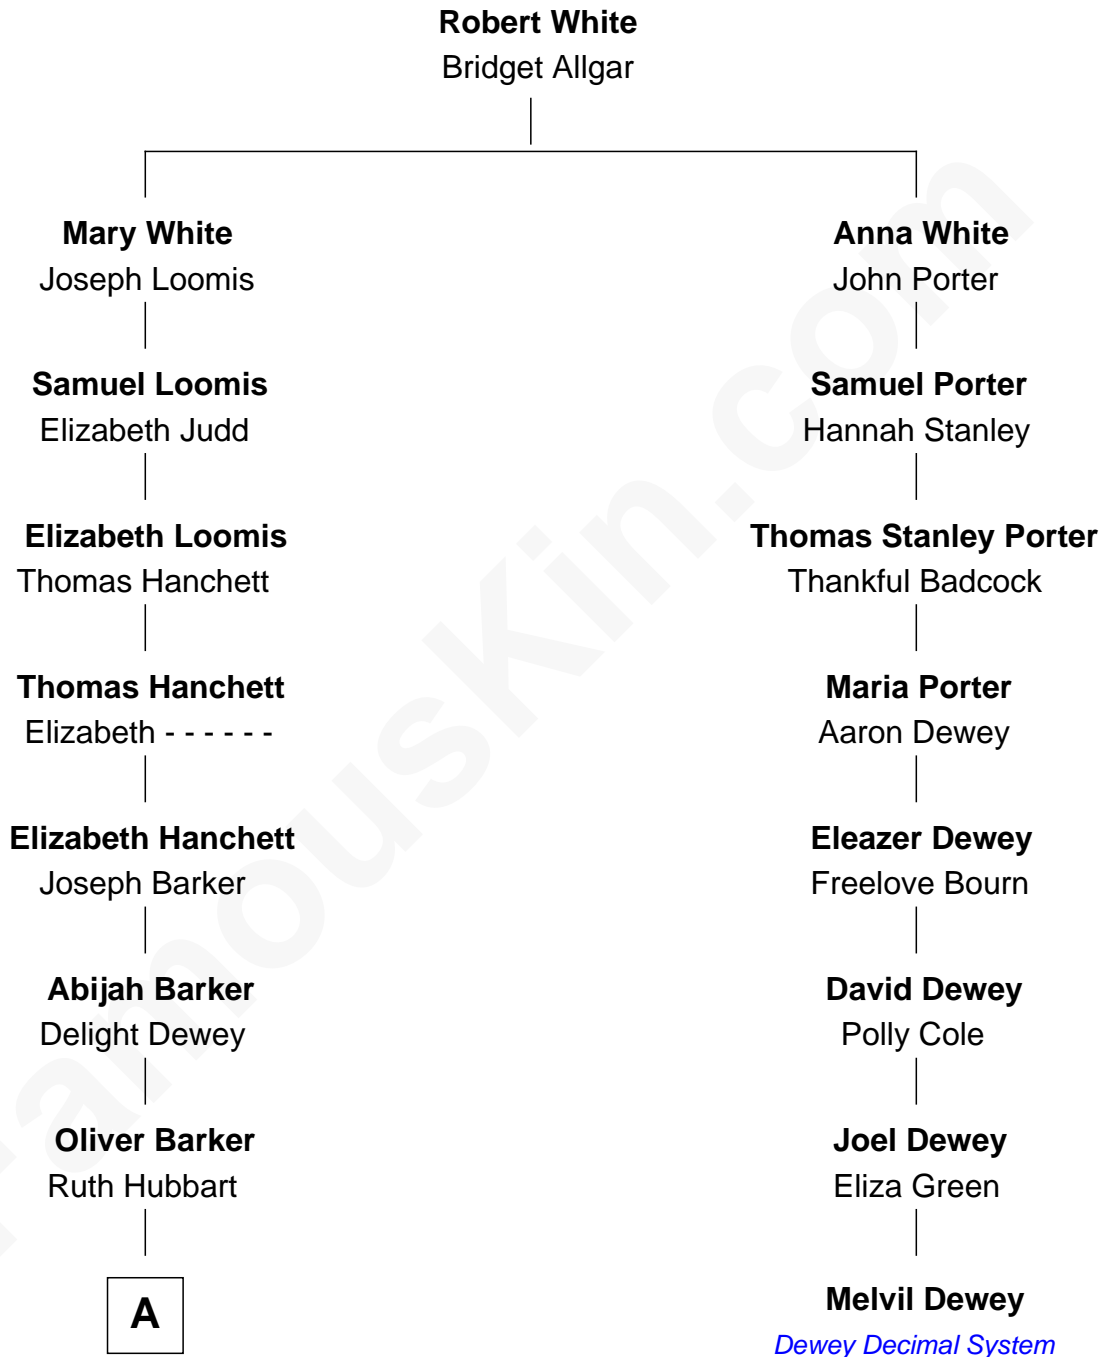 Robert White
Bridget Allgar
Mary White
Joseph Loomis
Anna White
John Porter
Samuel Loomis
Elizabeth Judd
Samuel Porter
Hannah Stanley
Elizabeth Loomis
Thomas Hanchett
Thomas Stanley Porter
Thankful Badcock
Thomas Hanchett
Elizabeth - - - - - -
Maria Porter
Aaron Dewey
Elizabeth Hanchett
Joseph Barker
Eleazer Dewey
Freelove Bourn
Abijah Barker
Delight Dewey
David Dewey
Polly Cole
Oliver Barker
Ruth Hubbart
Joel Dewey
Eliza Green
A
Melvil Dewey
Dewey Decimal System
FamousKin.com